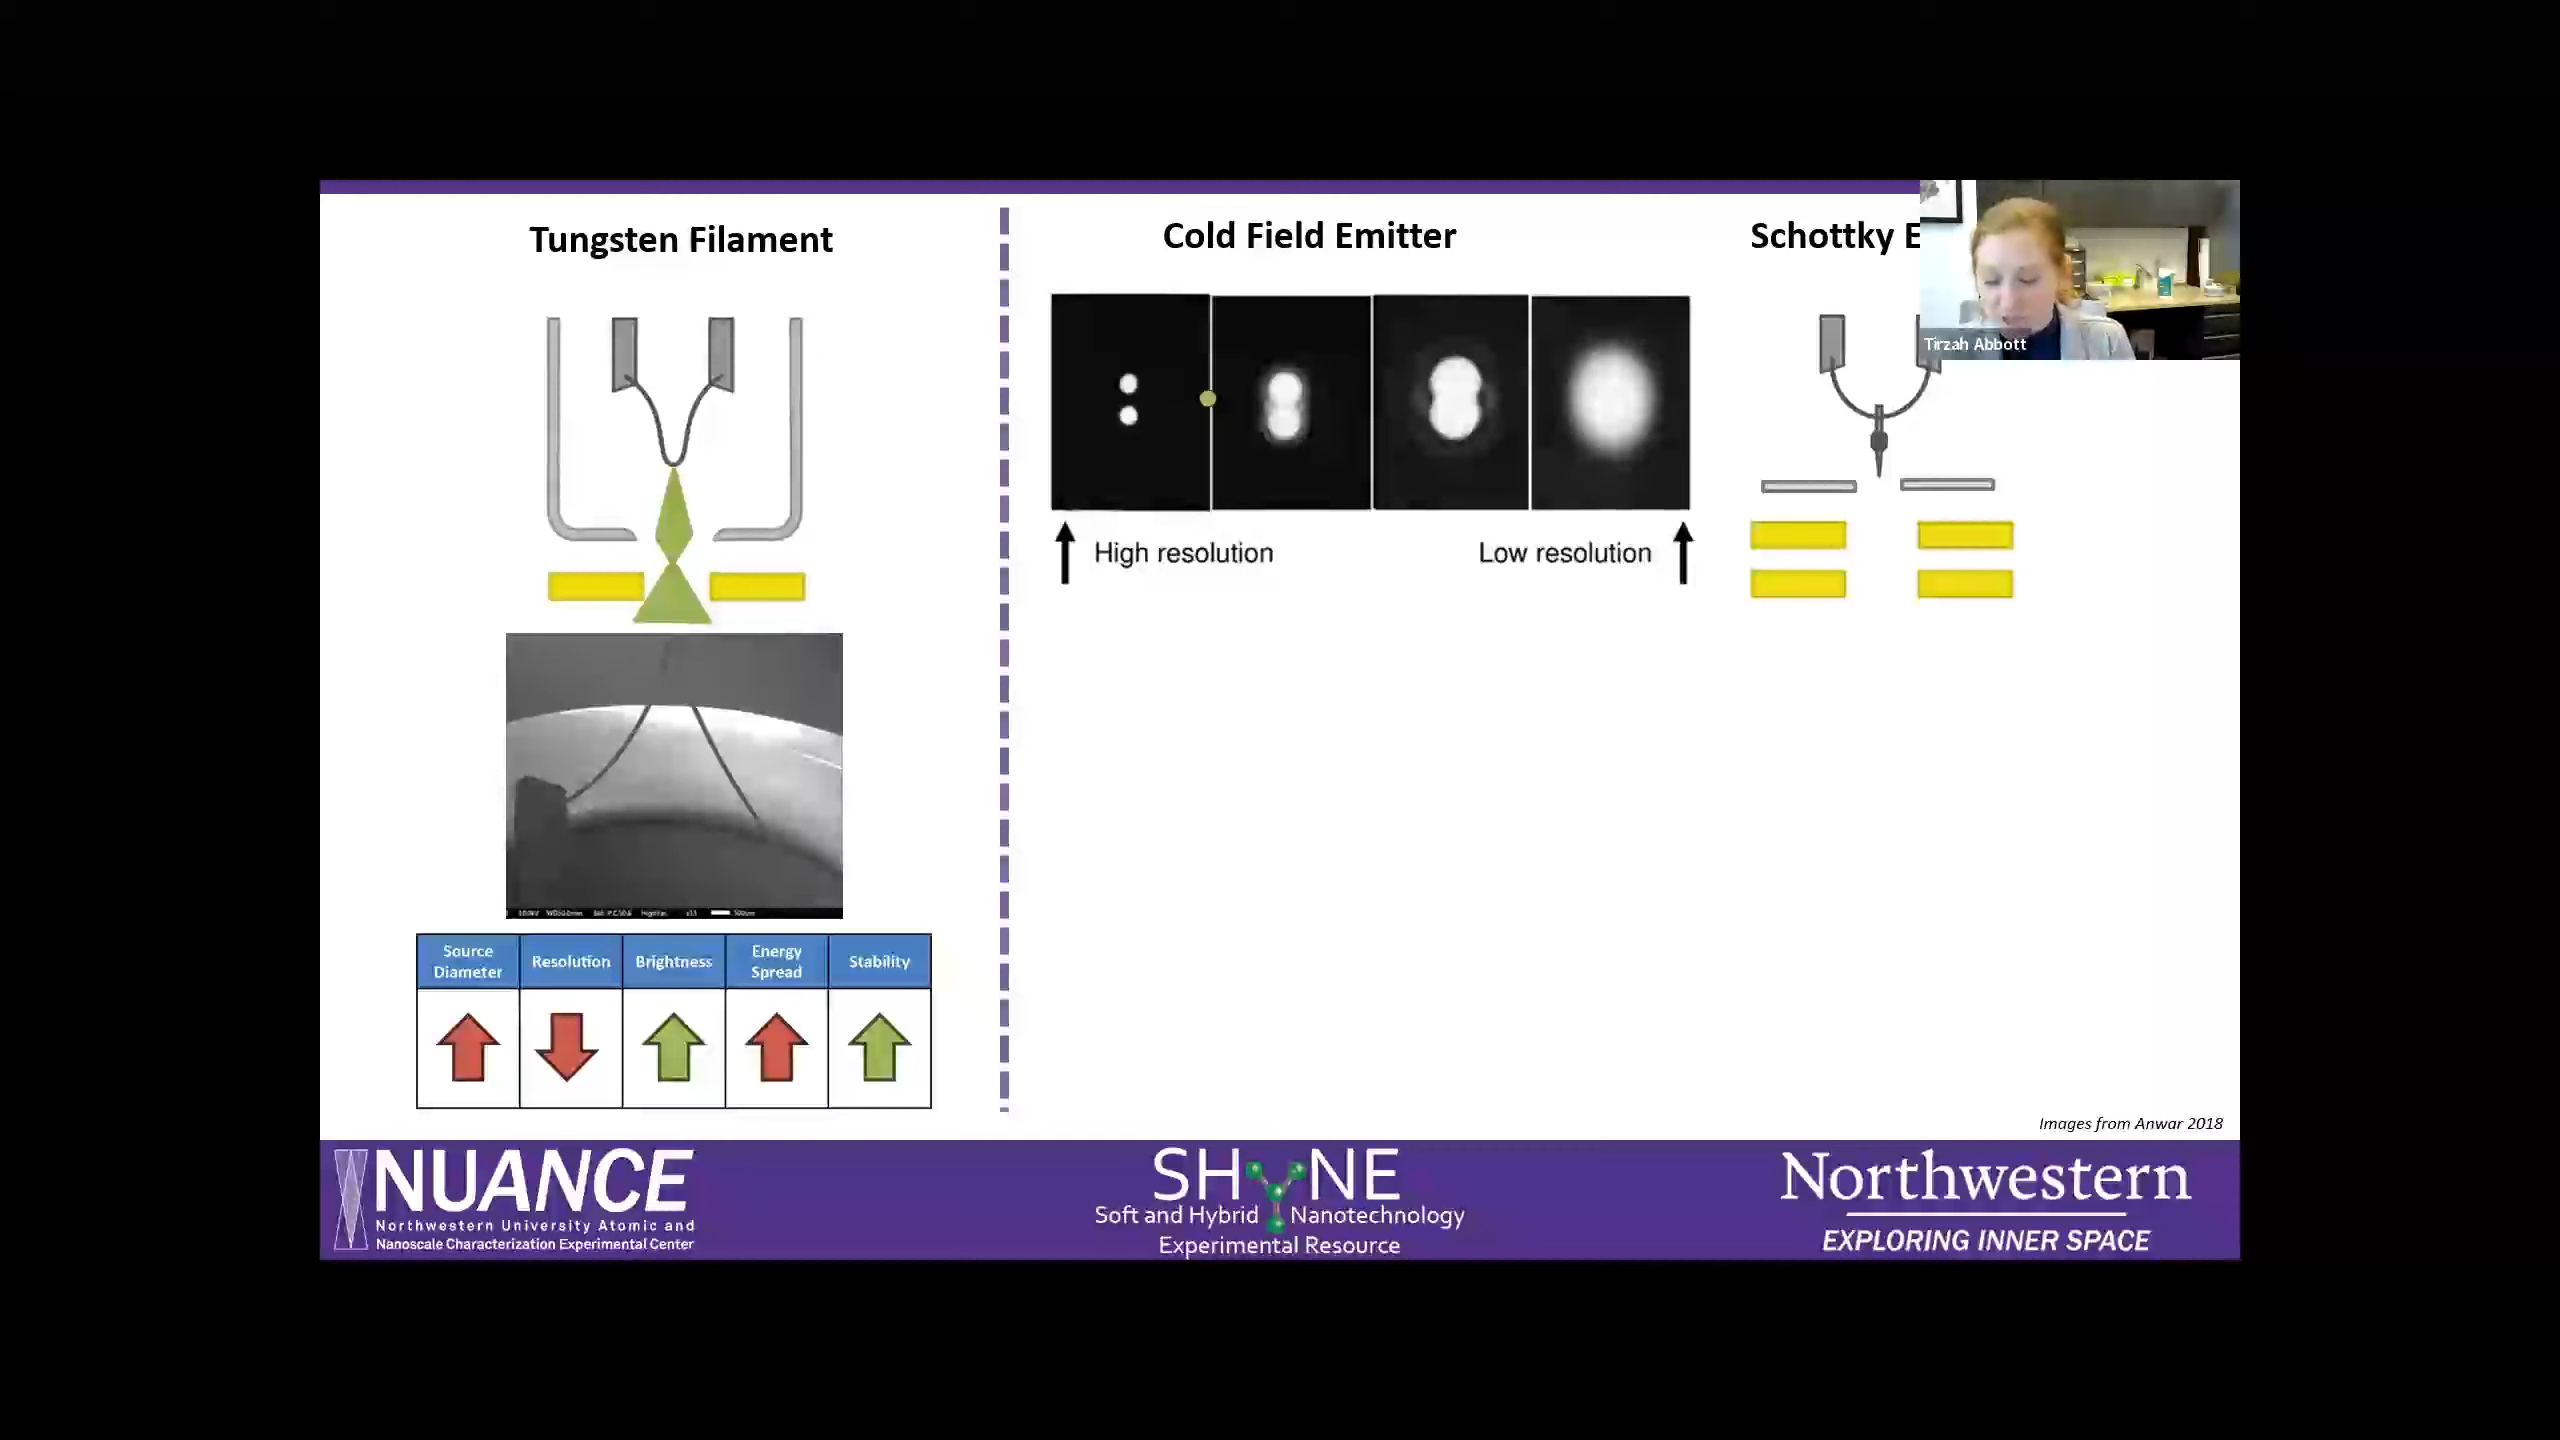 Tungsten Filament
Cold Field Emitter
Schottky E
Tirzah Abbott
High resolution
Low resolution
Source Diameter
Resolution
Brightness
Energy Spread
Stability
Images from Anwar 2018
NUANCE
Northwestern University Atomic and
Nanoscale Characterization Experimental Center
SHYNE
Soft and Hybrid Nanotechnology
Experimental Resource
Northwestern
EXPLORING INNER SPACE